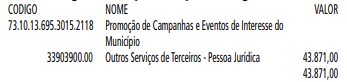 CODIGO NOME VALOR
73.10.13.695.3015.2118 Promoção de Campanhas e Eventos de Interesse do
Município
33903900.00 Outros Serviços de Terceiros - Pessoa Jurídica 43.871,00
43.871,00